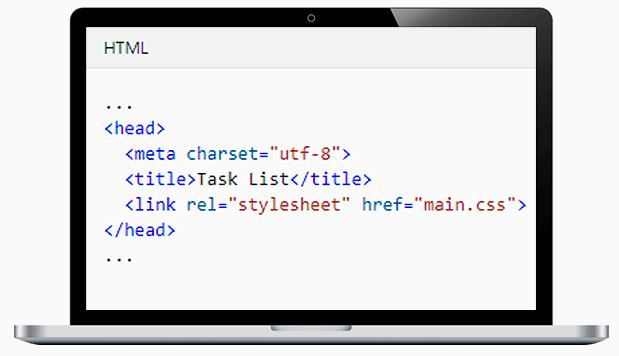 HTML
...
<head>
<meta charset="utf-8">
<title>Task List</title>
<link rel="stylesheet" href="main.css">
</head>
...